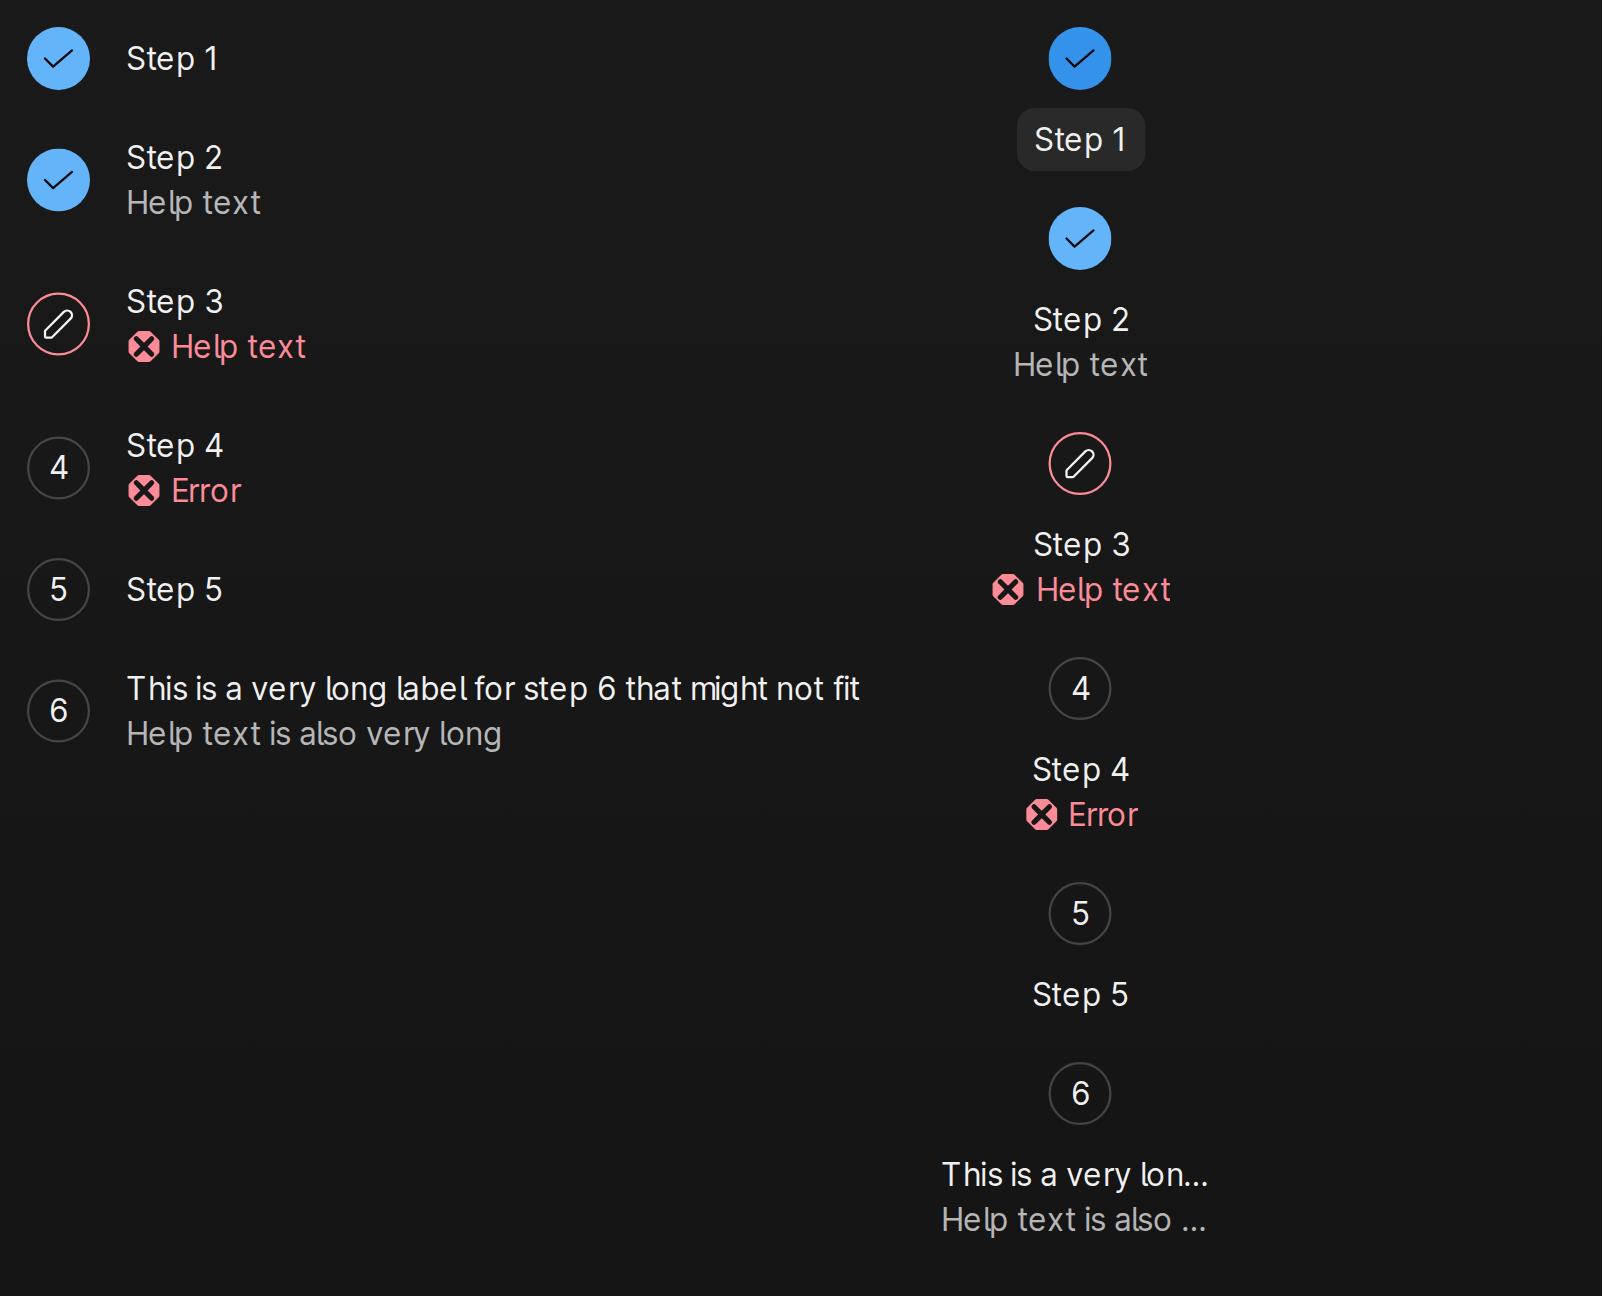 Step 1
Step 2
Help text
Step 3
Help text
4
Step 4
Error
5
Step 5
6
This is a very long label for step 6 that might not fit
Help text is also very long
Step 1
Step 2
Help text
Step 3
Help text
4
Step 4
Error
5
Step 5
6
This is a very lon...
Help text is also ...